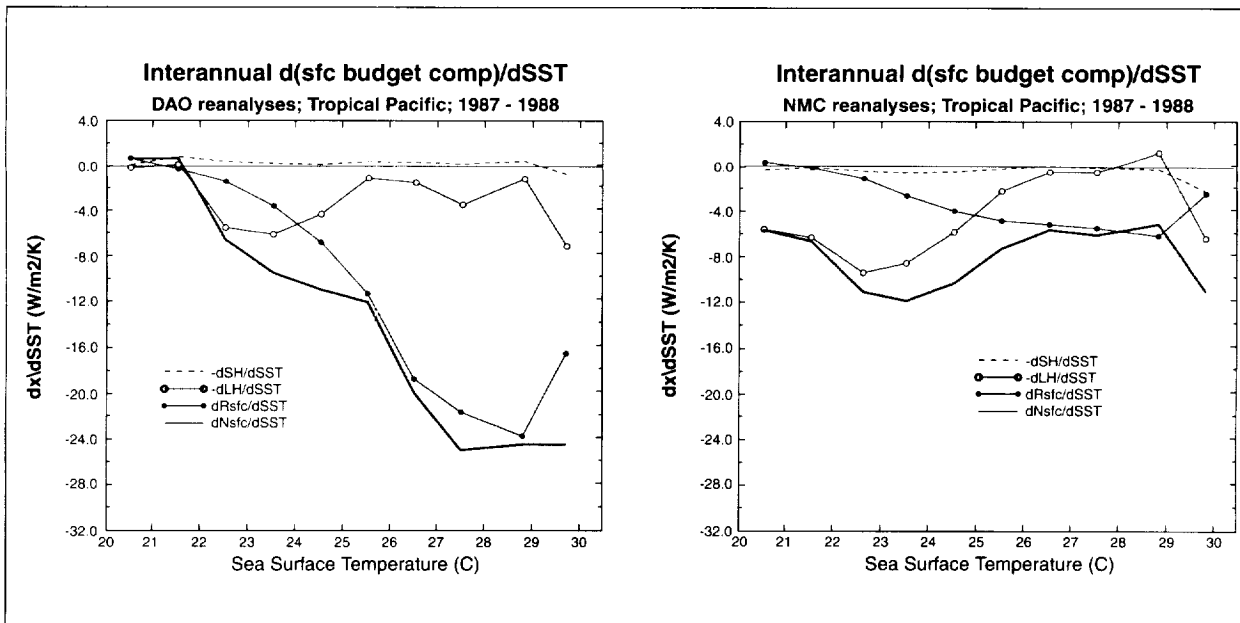 Interannual d(sfc budget comp)/dSST
DAO reanalyses; Tropical Pacific; 1987 - 1988
4.0
0.0
-4.0
-8.0
-12.0
-16.0
-20.0
-24.0
-28.0
-32.0
dx\dSST (W/m2/K)
-dSH/dSST
-dLH/dSST
dRsfc/dSST
dNsfc/dSST
20 21 22 23 24 25 26 27 28 29 30
Sea Surface Temperature (C)
Interannual d(sfc budget comp)/dSST
NMC reanalyses; Tropical Pacific; 1987 - 1988
4.0
0.0
-4.0
-8.0
-12.0
-16.0
-20.0
-24.0
-28.0
-32.0
dx\dSST (W/m2/K)
-dSH/dSST
-dLH/dSST
dRsfc/dSST
dNsfc/dSST
20 21 22 23 24 25 26 27 28 29 30
Sea Surface Temperature (C)